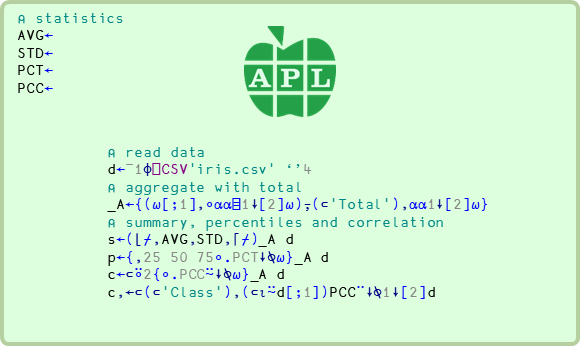 ⍝ statistics
AVG←
STD←
PCT←
PCC←
APL
⍝ read data
d←¯1⌽⎕CSV'iris.csv' ‘’4
⍝ aggregate with total
_A←{(⍵[;1],∘⍺⍺⌸1↓[2]⍵)⍪(⊂'Total'),⍺⍺1↓[2]⍵}
⍝ summary, percentiles and correlation
s←(⌊⌿,AVG,STD,⌈⌿)_A d
p←{,25 50 75∘.PCT↓⍉⍵}_A d
c←⊂⍤2{∘.PCC⍨↓⍉⍵}_A d
c,←⊂(⊂'Class'),(⊂⍳⍨d[;1])PCC¨↓⍉1↓[2]d